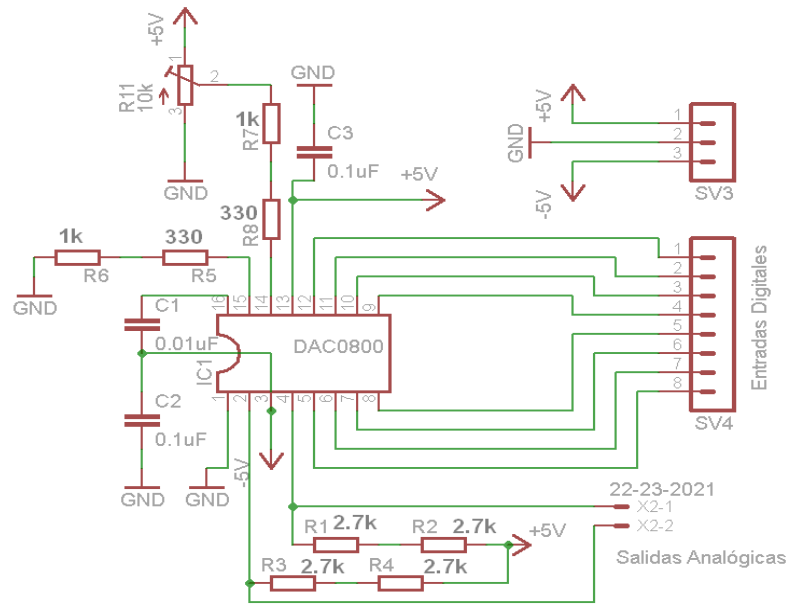 +5V
1
2
3
R11
10k
GND
1k
R7
330
R8
GND
C3
0.1uF
+5V
+5V
GND
-5V
1
2
3
SV3
1k
R6
330
R5
GND
16
15
14
13
12
11
10
9
DAC0800
IC1
1
2
3
4
5
6
7
8
C1
0.01uF
C2
0.1uF
GND
GND
-5V
1
2
3
4
5
6
7
8
SV4
Entradas Digitales
22-23-2021
X2-1
X2-2
Salidas Analógicas
R1
2.7k
R2
2.7k
+5V
R3
2.7k
R4
2.7k